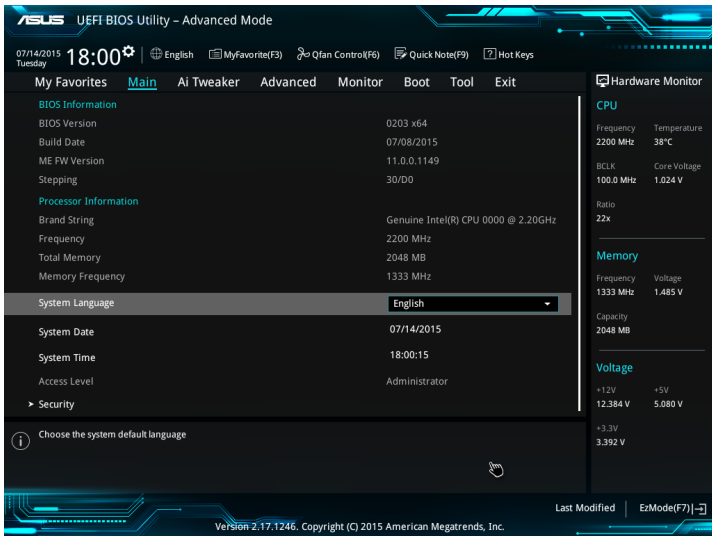 ASUS UEFI BIOS Utility – Advanced Mode
07/14/2015
Tuesday
18:00
English MyFavorite(F3) Qfan Control(F6) Quick Note(F9) ? Hot Keys
My Favorites Main Ai Tweaker Advanced Monitor Boot Tool Exit
BIOS Information
BIOS Version 0203 x64
Build Date 07/08/2015
ME FW Version 11.0.0.1149
Stepping 30/D0
Processor Information
Brand String Genuine Intel(R) CPU 0000 @ 2.20GHz
Frequency 2200 MHz
Total Memory 2048 MB
Memory Frequency 1333 MHz
System Language English
System Date 07/14/2015
System Time 18:00:15
Access Level Administrator
Security
i Choose the system default language
Hardware Monitor
CPU
Frequency Temperature
2200 MHz 38°C
BCLK Core Voltage
100.0 MHz 1.024 V
Ratio
22x
Memory
Frequency Voltage
1333 MHz 1.485 V
Capacity
2048 MB
Voltage
+12V +5V
12.384 V 5.080 V
+3.3V
3.392 V
Last Modified EzMode(F7)
Version 2.17.1246. Copyright (C) 2015 American Megatrends, Inc.